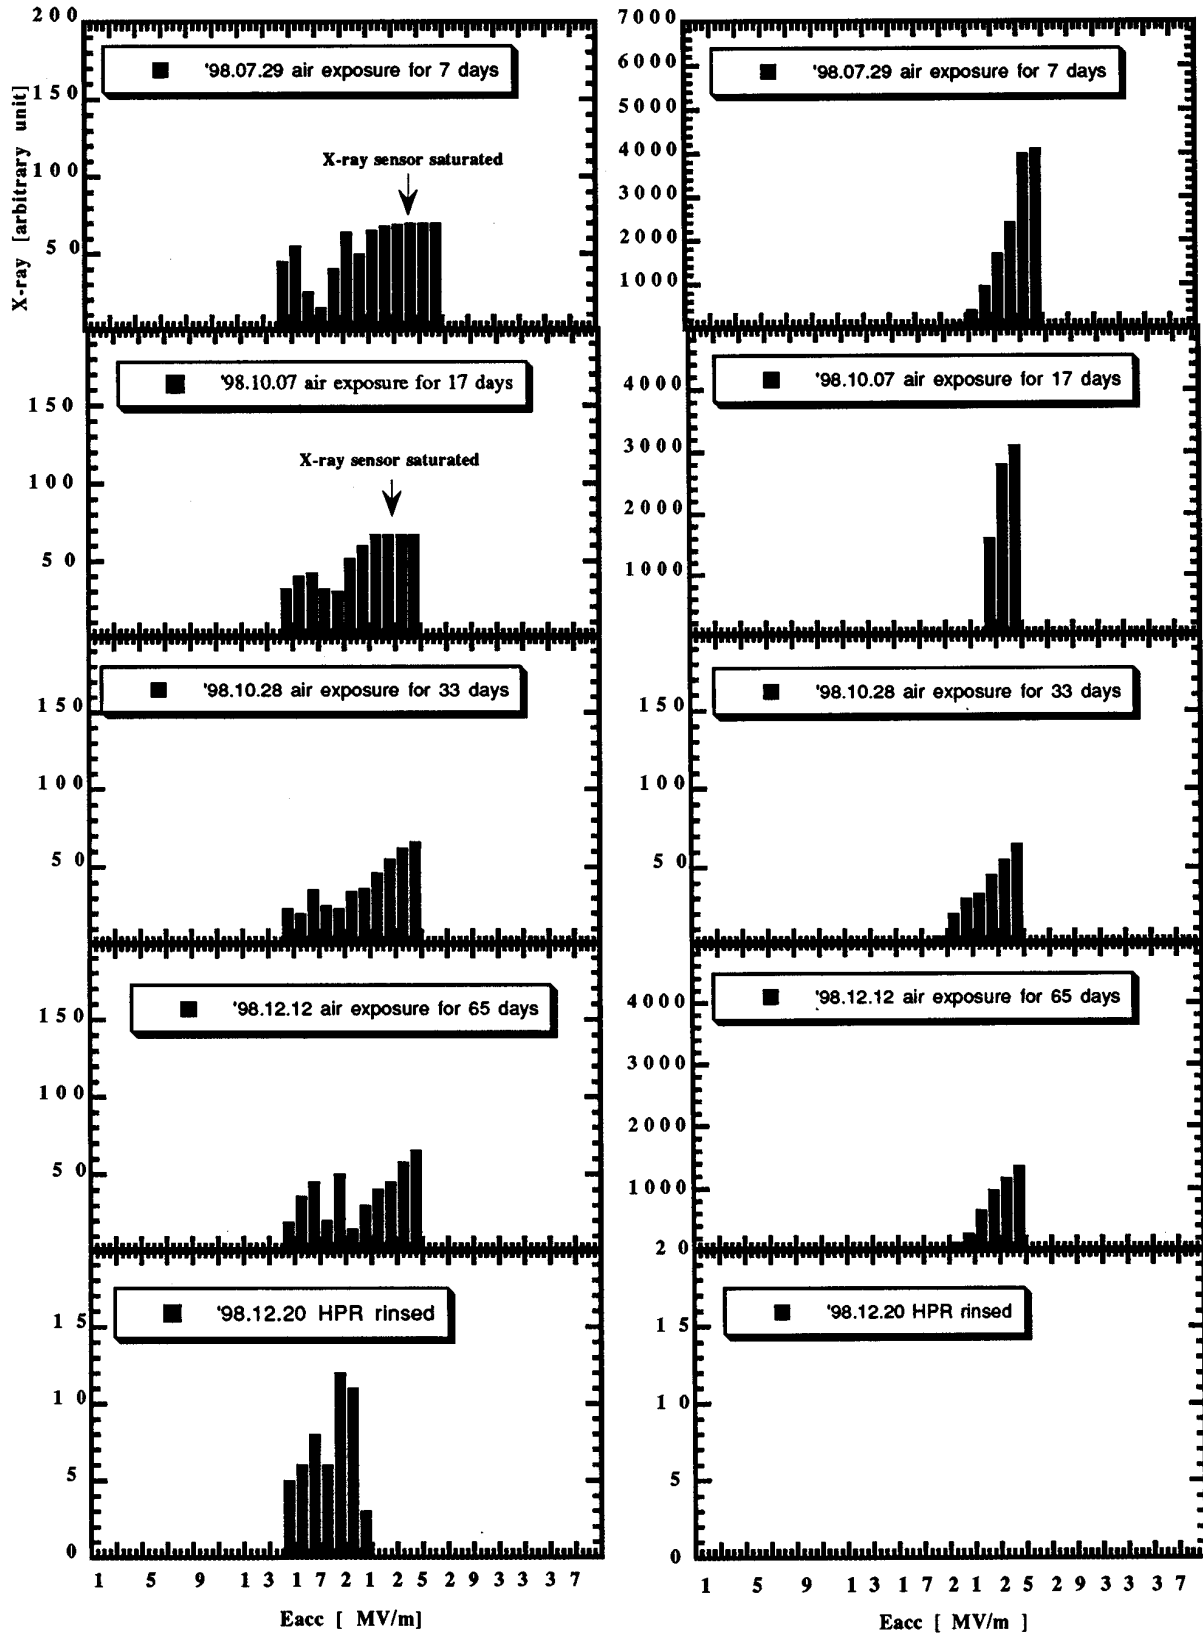 200
'98.07.29 air exposure for 7 days
150
X-ray [arbitrary unit]
X-ray sensor saturated
100
50
'98.10.07 air exposure for 17 days
150
X-ray sensor saturated
100
50
'98.10.28 air exposure for 33 days
150
100
50
'98.12.12 air exposure for 65 days
150
100
50
'98.12.20 HPR rinsed
15
10
5
0
1 5 9 13 17 21 25 29 33 37
Eacc [ MV/m]
7000
'98.07.29 air exposure for 7 days
6000
5000
4000
3000
2000
1000
'98.10.07 air exposure for 17 days
4000
3000
2000
1000
'98.10.28 air exposure for 33 days
150
100
50
'98.12.12 air exposure for 65 days
4000
3000
2000
1000
20
'98.12.20 HPR rinsed
15
10
5
0
1 5 9 13 17 21 25 29 33 37
Eacc [ MV/m ]